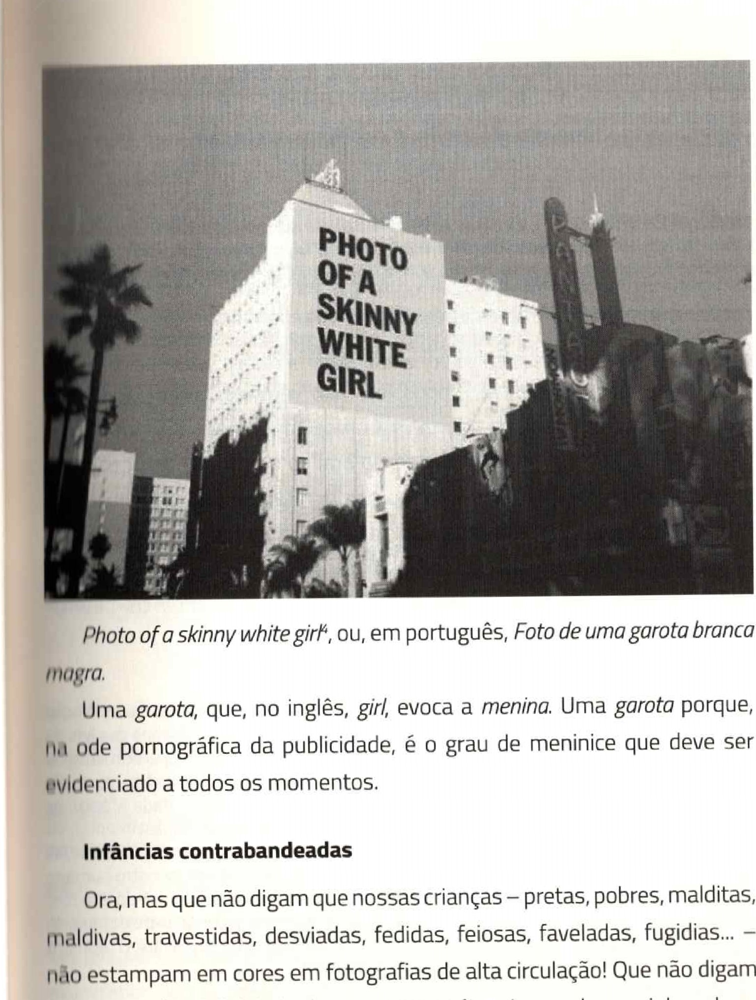 PHOTO
OF A
SKINNY
WHITE
GIRL
Photo of a skinny white girl⁴, ou, em português, Foto de uma garota branca
magra.
Uma garota, que, no inglês, girl, evoca a menina. Uma garota porque,
na ode pornográfica da publicidade, é o grau de meninice que deve ser
evidenciado a todos os momentos.
Infâncias contrabandeadas
Ora, mas que não digam que nossas crianças – pretas, pobres, malditas,
maldivas, travestidas, desviadas, fedidas, feiosas, faveladas, fugidias... –
não estampam em cores em fotografias de alta circulação! Que não digam